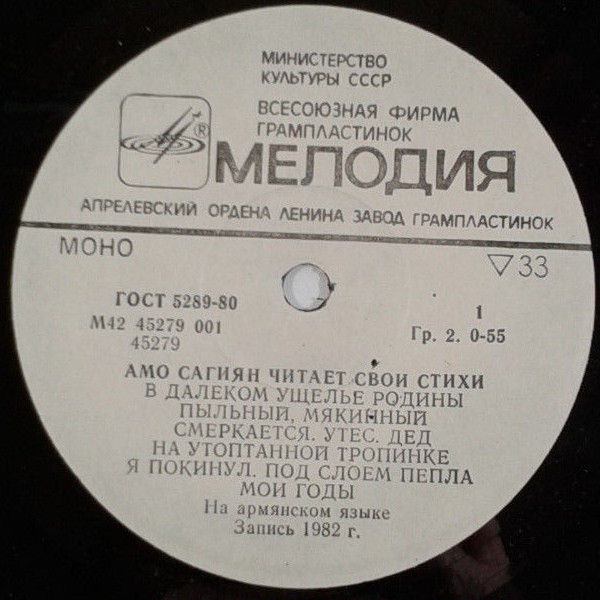 МИНИСТЕРСТВО
КУЛЬТУРЫ СССР
ВСЕСОЮЗНАЯ ФИРМА
ГРАМПЛАСТИНОК
®
МЕЛОДИЯ
АПРЕЛЕВСКИЙ ОРДЕНА ЛЕНИНА ЗАВОД ГРАМПЛАСТИНОК
МОНО
▽33
ГОСТ 5289-80
М42 45279 001
45279
1
Гр. 2. 0-55
АМО САГИЯН ЧИТАЕТ СВОИ СТИХИ
В ДАЛЕКОМ УЩЕЛЬЕ РОДИНЫ
ПЫЛЬНЫЙ, МЯКИННЫЙ
СМЕРКАЕТСЯ. УТЕС. ДЕД
НА УТОПТАННОЙ ТРОПИНКЕ
Я ПОКИНУЛ. ПОД СЛОЕМ ПЕПЛА
МОИ ГОДЫ
На армянском языке
Запись 1982 г.